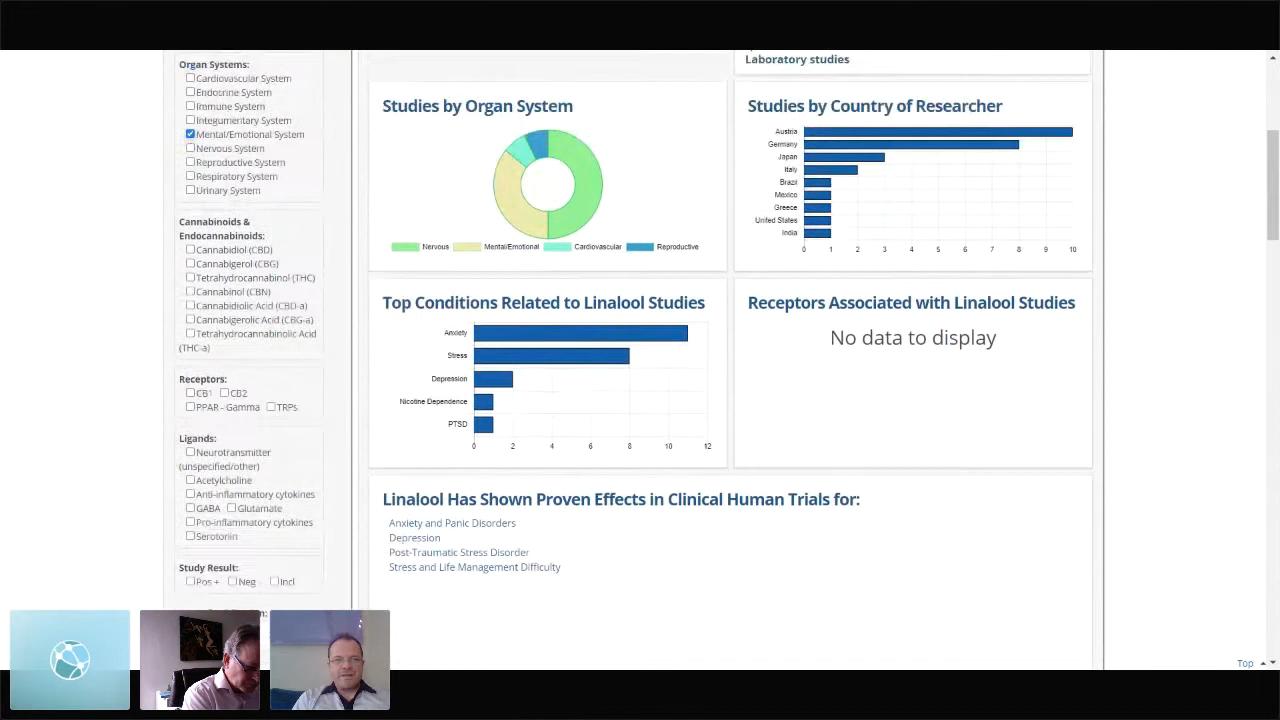 Organ Systems:
Cardiovascular System
Endocrine System
Immune System
Integumentary System
Mental/Emotional System
Nervous System
Reproductive System
Respiratory System
Urinary System
Cannabinoids &
Endocannabinoids:
Cannabidiol (CBD)
Cannabigerol (CBG)
Tetrahydrocannabinol (THC)
Cannabinol (CBN)
Cannabidiolic Acid (CBD-a)
Cannabigerolic Acid (CBG-a)
Tetrahydrocannabinolic Acid
(THC-a)
Receptors:
CB1 CB2
PPAR - Gamma TRPs
Ligands:
Neurotransmitter
(unspecified/other)
Acetylcholine
Anti-inflammatory cytokines
GABA Glutamate
Pro-inflammatory cytokines
Serotonin
Study Result:
Pos + Neg - Incl
Laboratory studies
Studies by Organ System
Nervous Mental/Emotional Cardiovascular Reproductive
Studies by Country of Researcher
Austria
Germany
Japan
Italy
Brazil
Mexico
Greece
United States
India
0 1 2 3 4 5 6 7 8 9 10
Top Conditions Related to Linalool Studies
Anxiety
Stress
Depression
Nicotine Dependence
PTSD
0 2 4 6 8 10 12
Receptors Associated with Linalool Studies
No data to display
Linalool Has Shown Proven Effects in Clinical Human Trials for:
Anxiety and Panic Disorders
Depression
Post-Traumatic Stress Disorder
Stress and Life Management Difficulty
Top